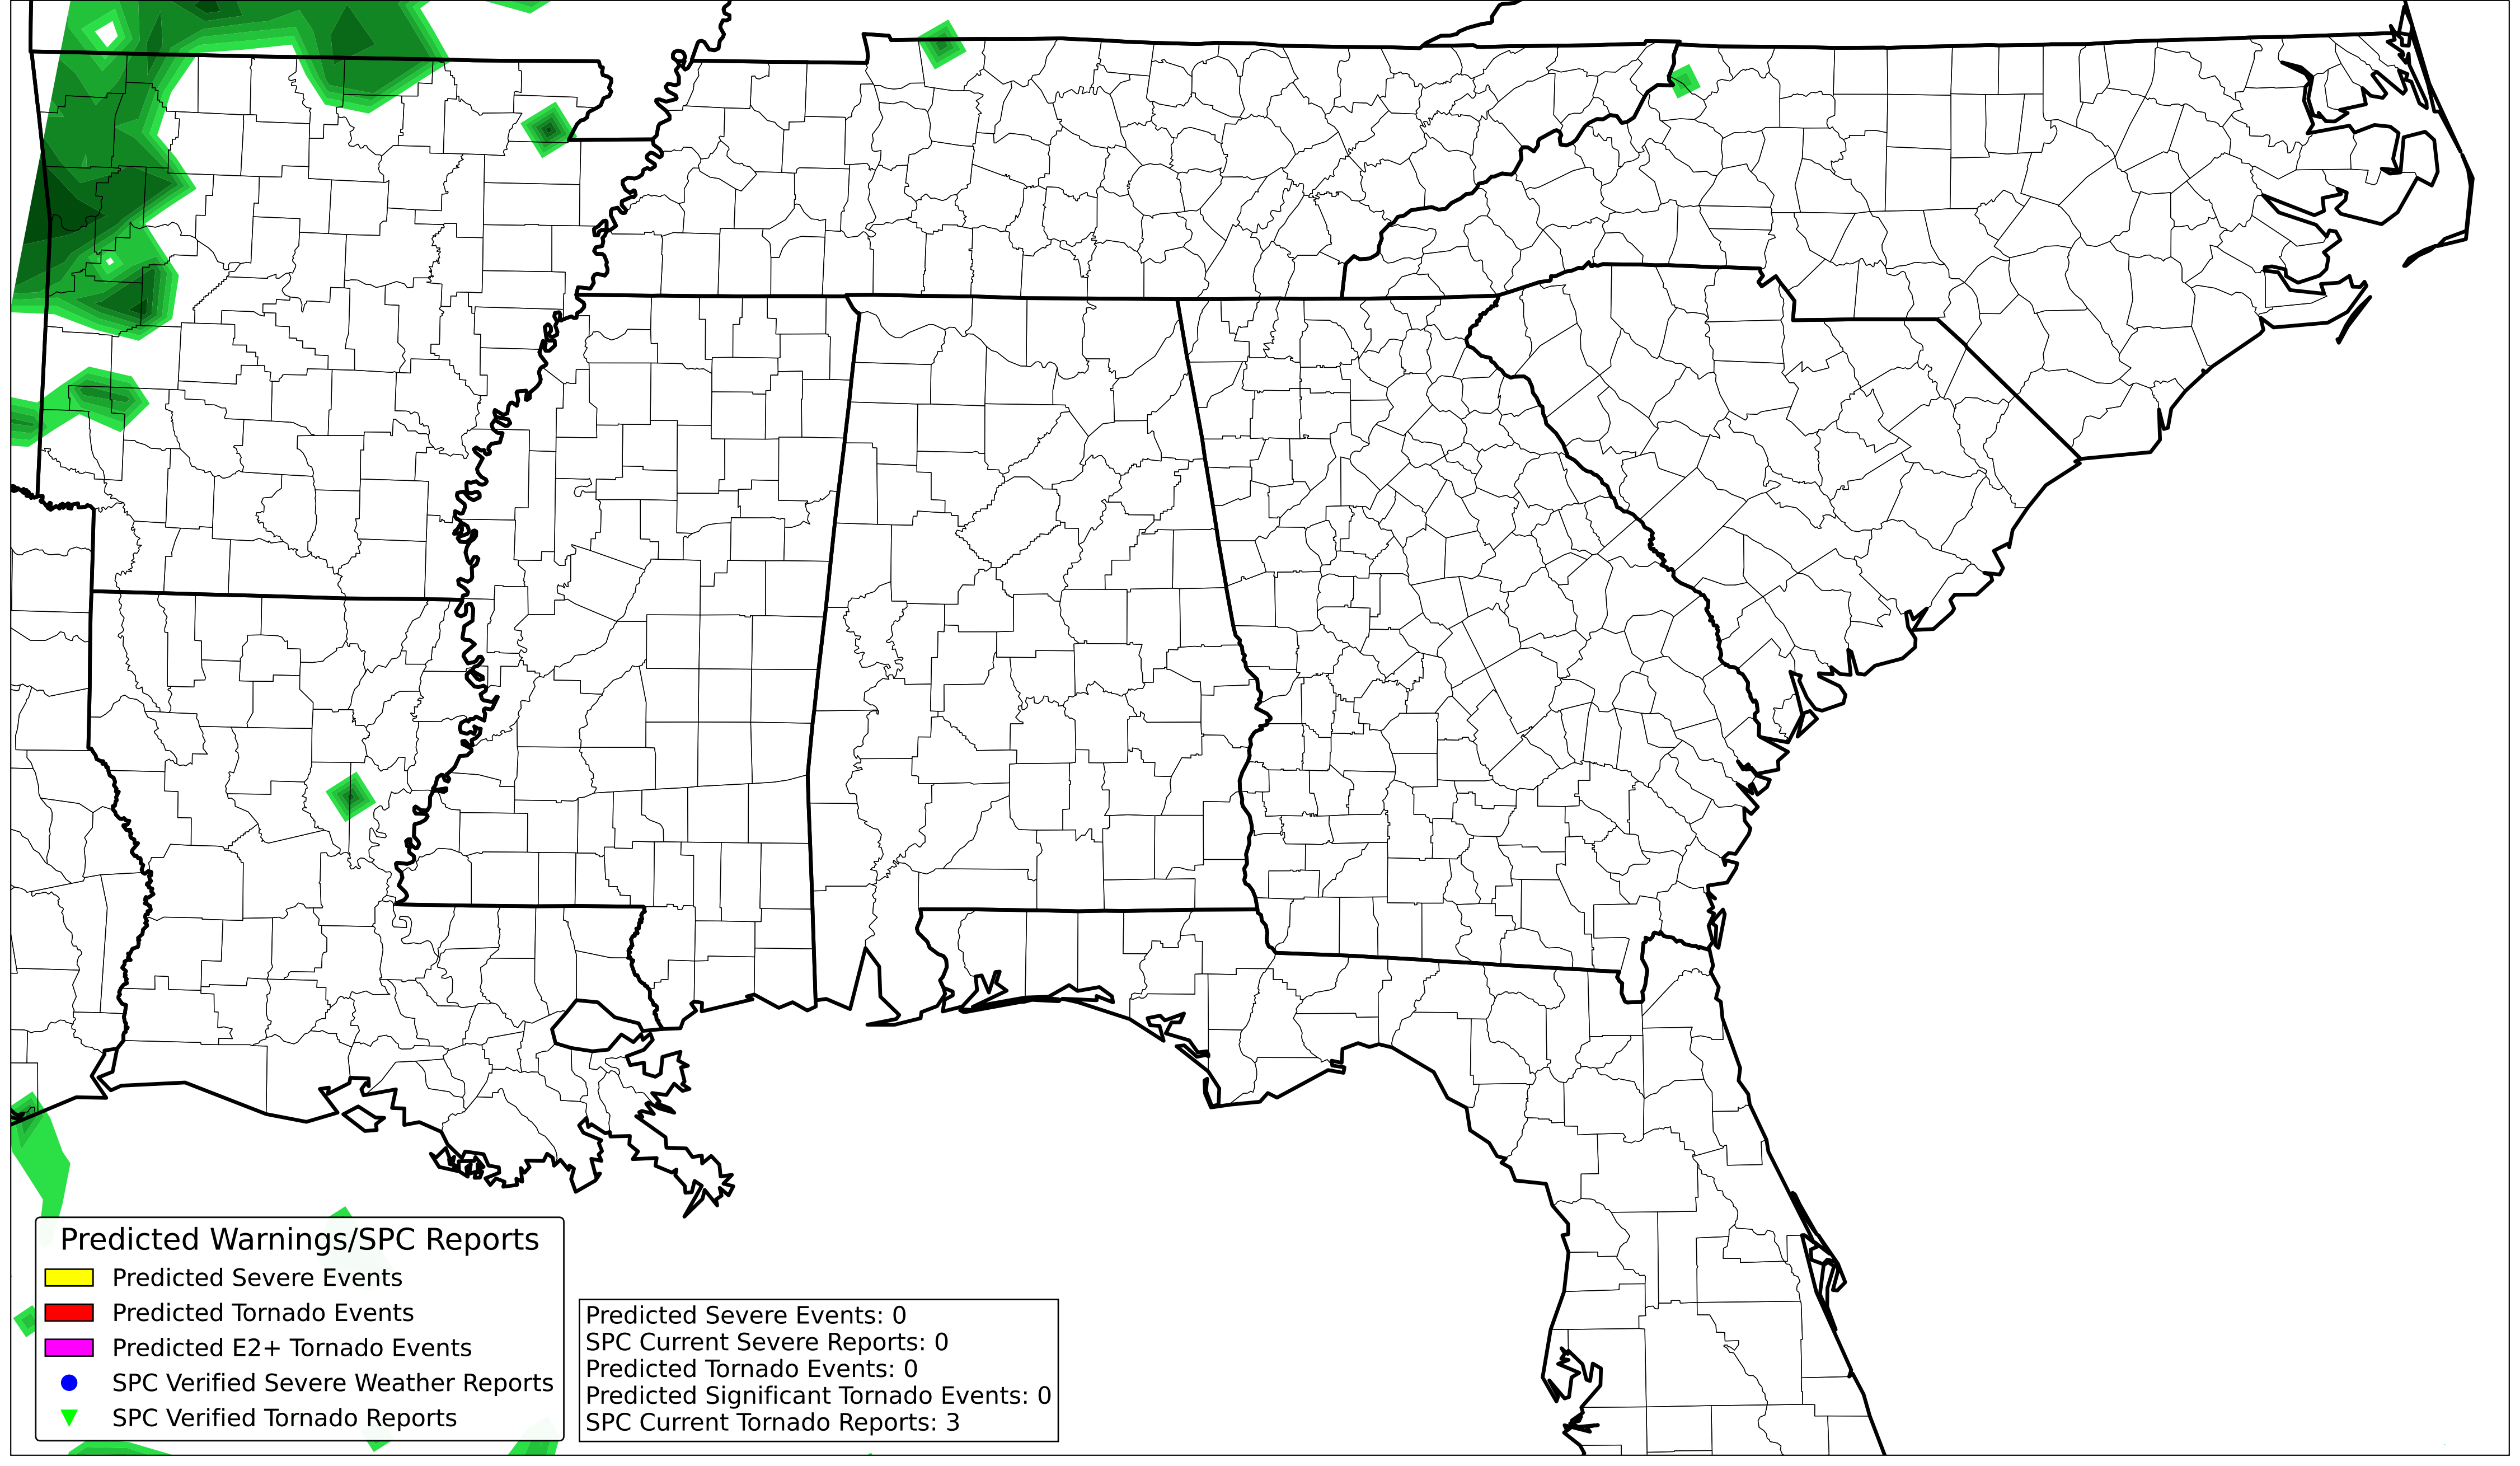 Predicted Warnings/SPC Reports
Predicted Severe Events
Predicted Tornado Events
Predicted E2+ Tornado Events
SPC Verified Severe Weather Reports
SPC Verified Tornado Reports
Predicted Severe Events: 0
SPC Current Severe Reports: 0
Predicted Tornado Events: 0
Predicted Significant Tornado Events: 0
SPC Current Tornado Reports: 3